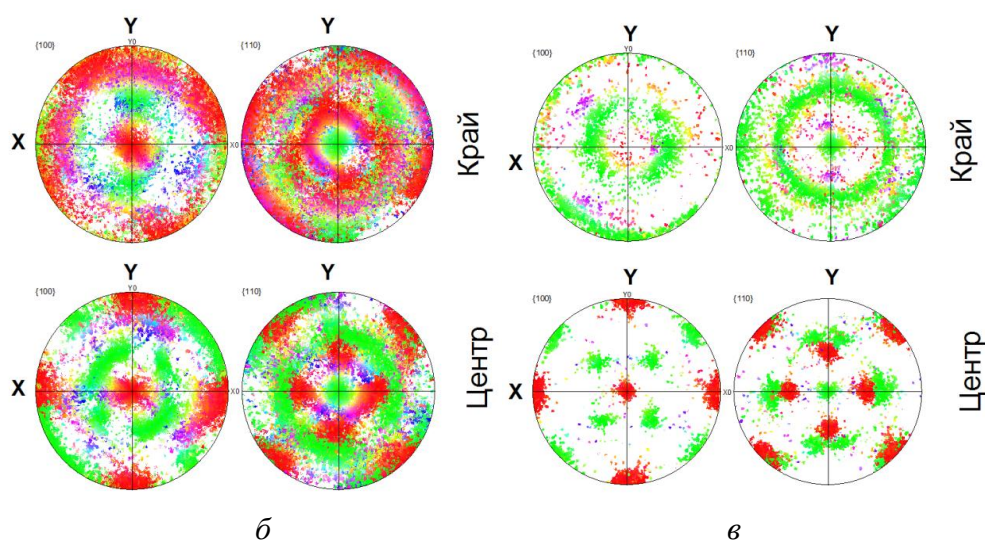 Y Y Y Y
{100} Y0 {110} {100} Y0 {110}
X X0 Край X X0 Край
Y Y Y Y
{100} Y0 {110} {100} Y0 {110}
X X0 Центр X X0 Центр
б в